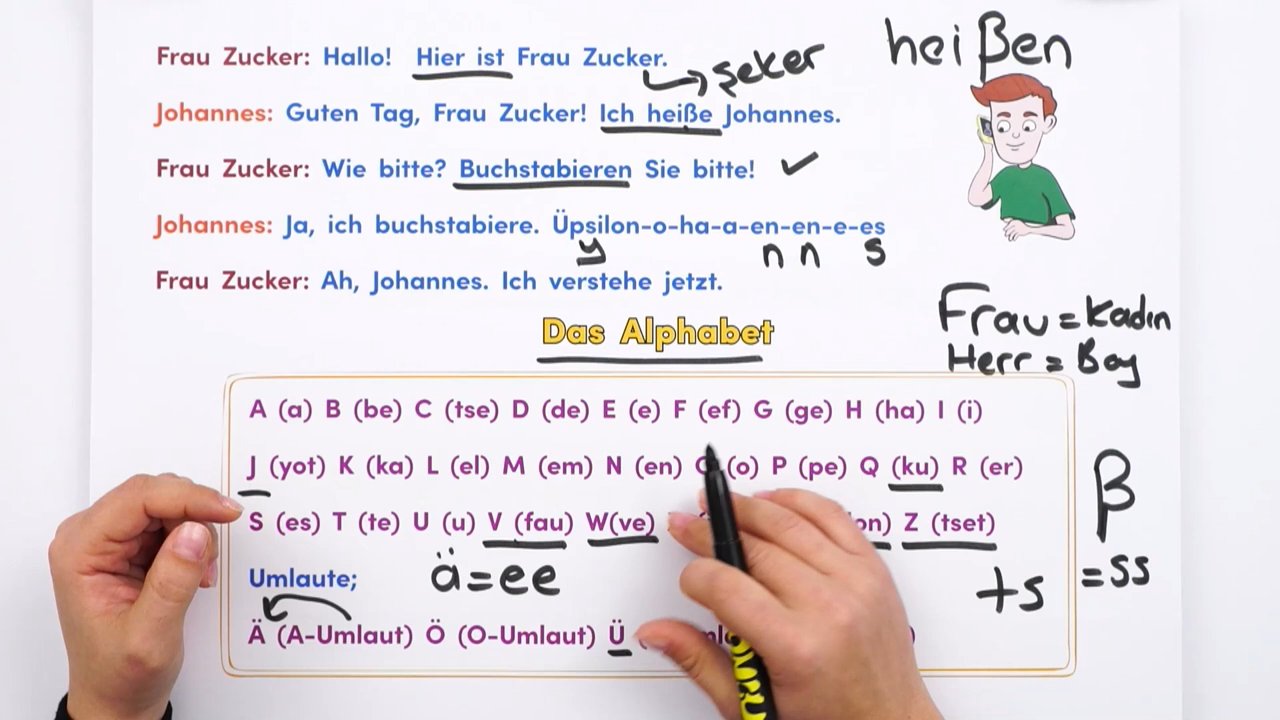 heißen
Frau Zucker: Hallo! Hier ist Frau Zucker.
şeker
Johannes: Guten Tag, Frau Zucker! Ich heiße Johannes.
Frau Zucker: Wie bitte? Buchstabieren Sie bitte!
Johannes: Ja, ich buchstabiere. Üpsilon-o-ha-a-en-en-e-es
y n n s
Frau Zucker: Ah, Johannes. Ich verstehe jetzt.
Frau = Kadın
Herr = Bay
Das Alphabet
A (a) B (be) C (tse) D (de) E (e) F (ef) G (ge) H (ha) I (i)
J (yot) K (ka) L (el) M (em) N (en) (o) P (pe) Q (ku) R (er)
S (es) T (te) U (u) V (fau) W(ve) on) Z (tset)
ß
= ss
Umlaute; ä = ee
ts
Ä (A-Umlaut) Ö (O-Umlaut) Ü